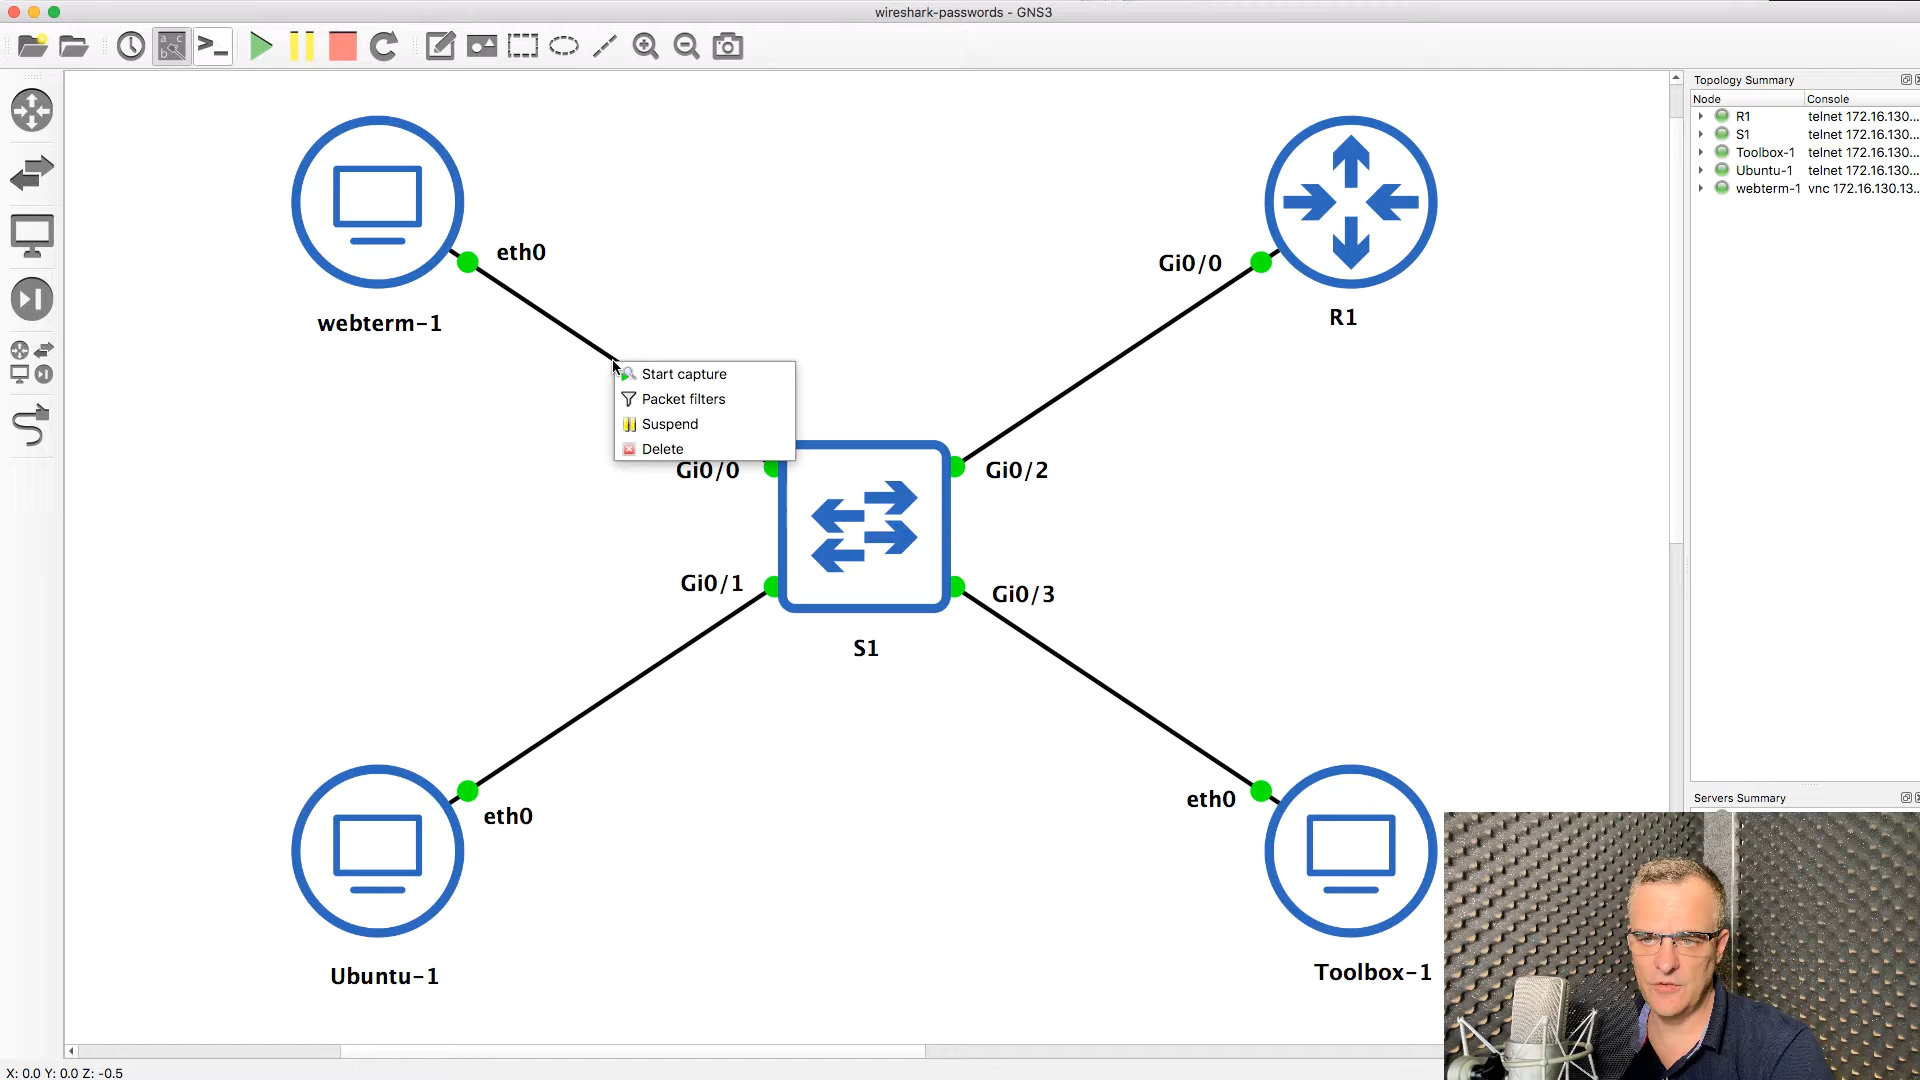 wireshark-passwords - GNS3
Topology Summary
Node Console
R1 telnet 172.16.130...
S1 telnet 172.16.130...
Toolbox-1 telnet 172.16.130...
Ubuntu-1 telnet 172.16.130...
webterm-1 vnc 172.16.130.13...
eth0
webterm-1
Gi0/0
R1
Start capture
Packet filters
Suspend
Delete
Gi0/0
Gi0/2
Gi0/1
Gi0/3
S1
eth0
Ubuntu-1
eth0
Toolbox-1
Servers Summary
X: 0.0 Y: 0.0 Z: -0.5